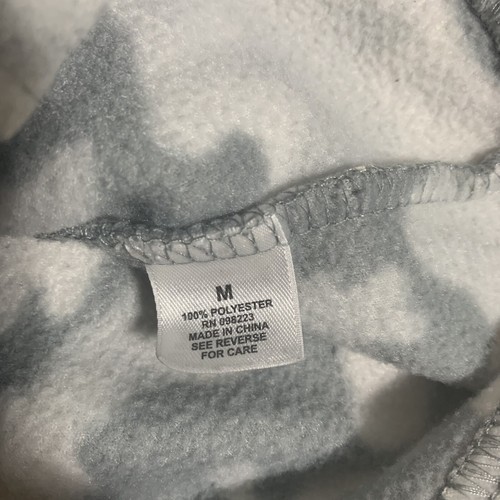 M
100% POLYESTER
RN 098223
MADE IN CHINA
SEE REVERSE
FOR CARE